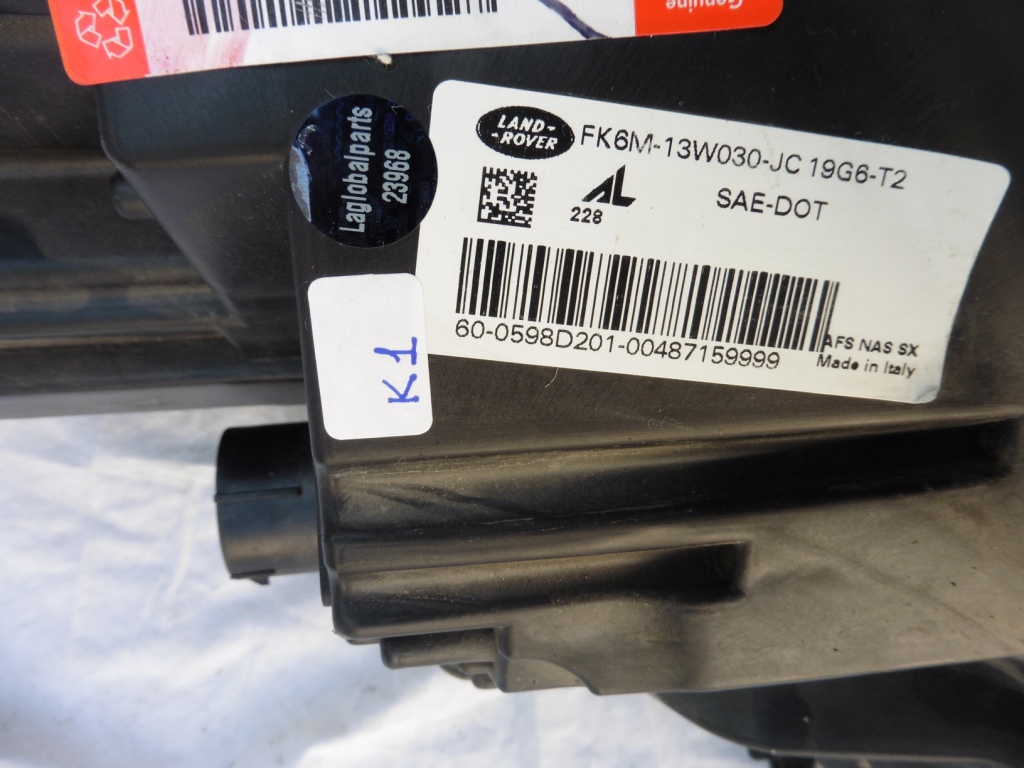 Genuine
Laglobalparts
23968
LAND-
-ROVER
FK6M-13W030-JC 19G6-T2
SAE-DOT
AL
228
60-0598D201-00487159999
AFS NAS SX
Made in Italy
K1